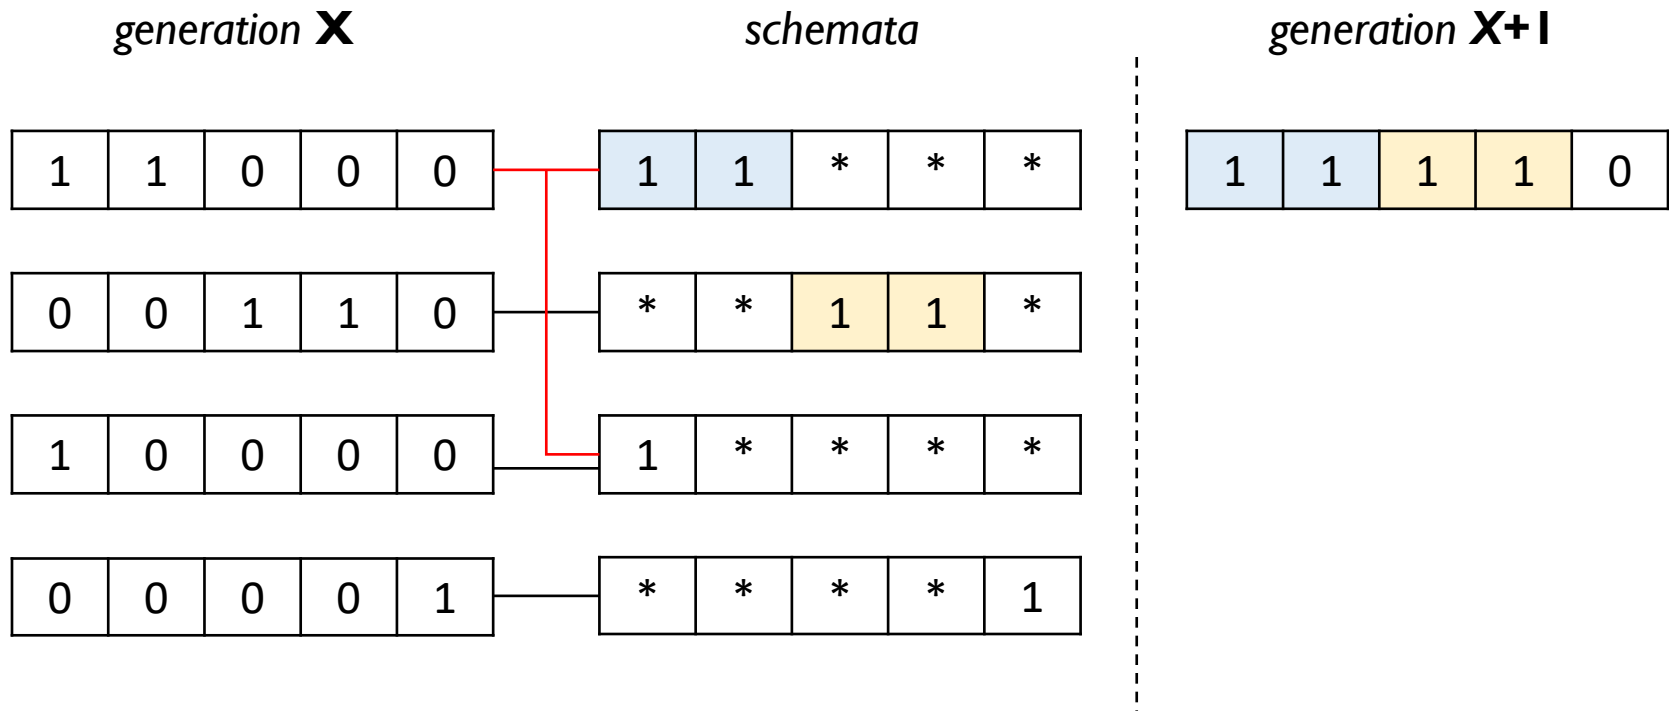 generation X schemata generation X+1
1 1 0 0 0 1 1 * * * 1 1 1 1 0
0 0 1 1 0 * * 1 1 *
1 0 0 0 0 1 * * * *
0 0 0 0 1 * * * * 1